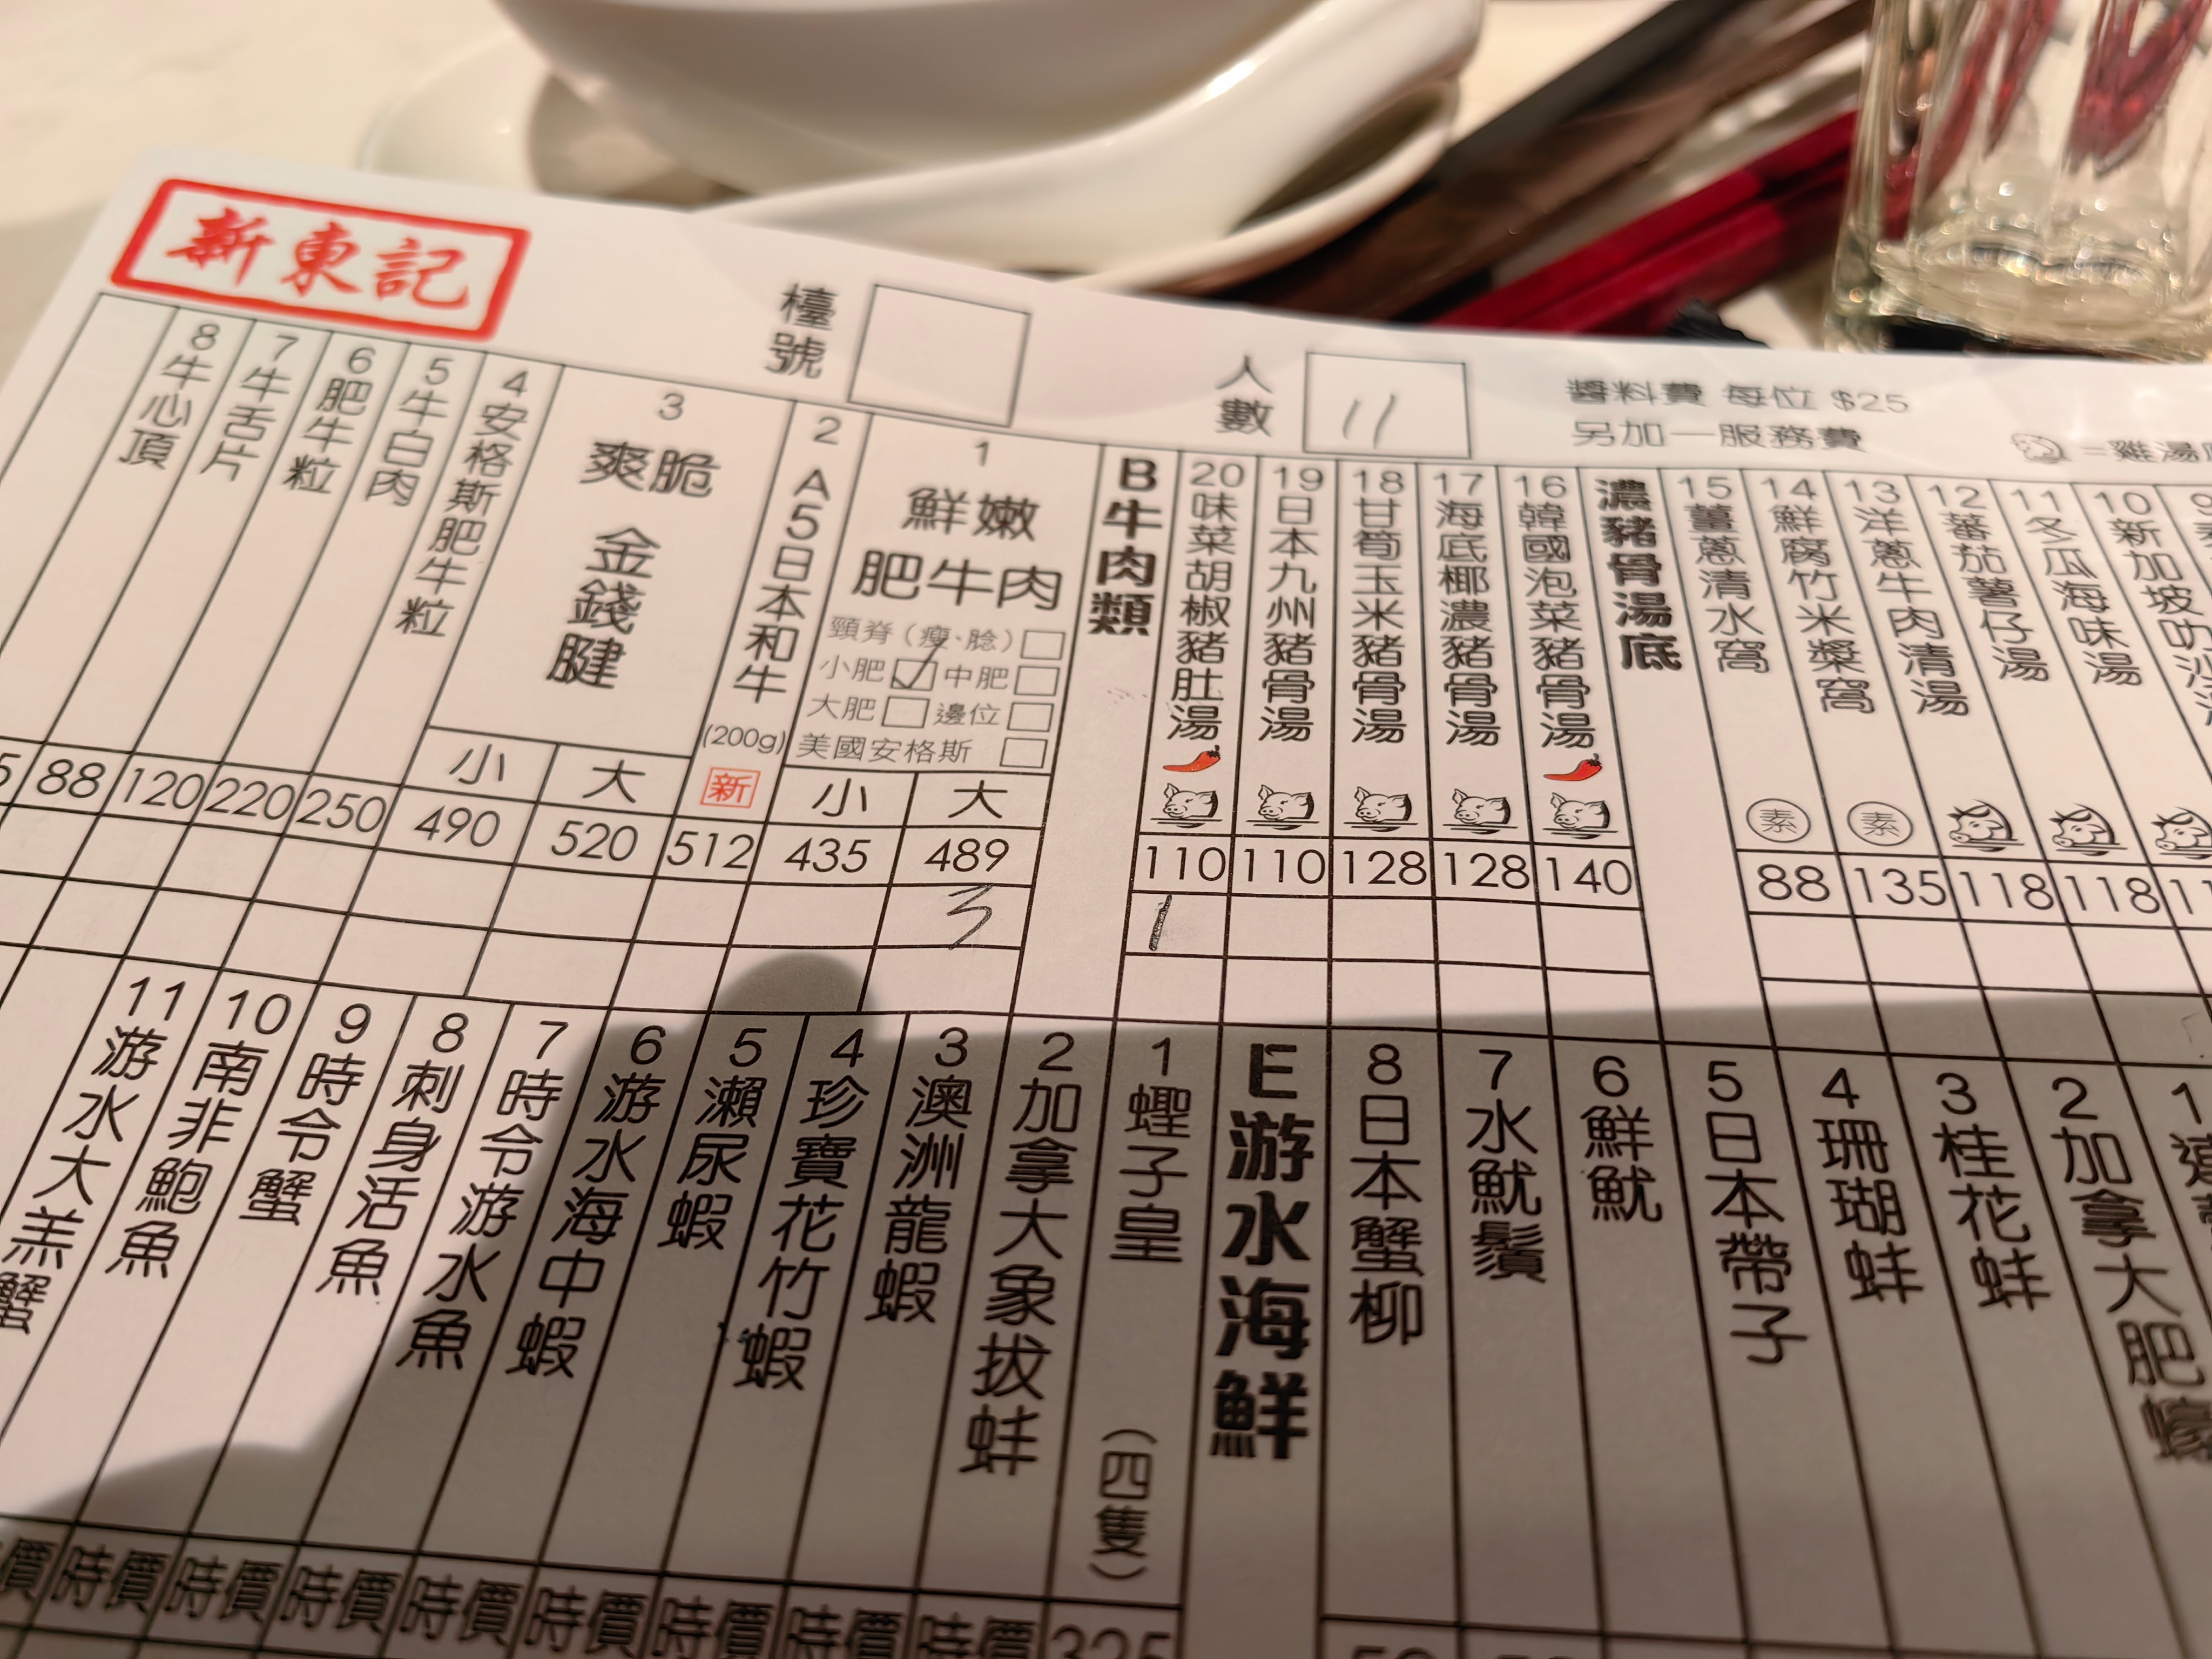 新東記
檯號
人數 11
醬料費 每位 $25
另加一服務費
=雞湯
10 新加坡
11 冬瓜海味湯 118
12 蕃茄薯仔湯 118
13 洋蔥牛肉清湯 118
14 鮮腐竹米漿窩 素 135
15 薑蔥清水窩 素 88
濃豬骨湯底
16 韓國泡菜豬骨湯 140
17 海底椰濃豬骨湯 128
18 甘筍玉米豬骨湯 128
19 日本九州豬骨湯 110
20 味菜胡椒豬肚湯 110 1
B 牛肉類
1 鮮嫩肥牛肉
頸脊(瘦、腍)
小肥 ✓ 中肥
大肥 邊位
美國安格斯
大 489 3
小 435
2 A5日本和牛 (200g) 新 512
3 爽脆金錢腱
大 520
小 490
4 安格斯肥牛粒 250
5 牛白肉 220
6 肥牛粒 120
7 牛舌片 88
8 牛心頂
2 加拿大肥蠔
3 桂花蚌
4 珊瑚蚌
5 日本帶子
6 鮮魷
7 水魷鬚
8 日本蟹柳
E 游水海鮮
1 蟶子皇 (四隻) 325
2 加拿大象拔蚌 時價
3 澳洲龍蝦 時價
4 珍寶花竹蝦 時價
5 瀨尿蝦 時價
6 游水海中蝦 時價
7 時令游水魚 時價
8 刺身活魚 時價
9 時令蟹 時價
10 南非鮑魚 時價
11 游水大羔蟹